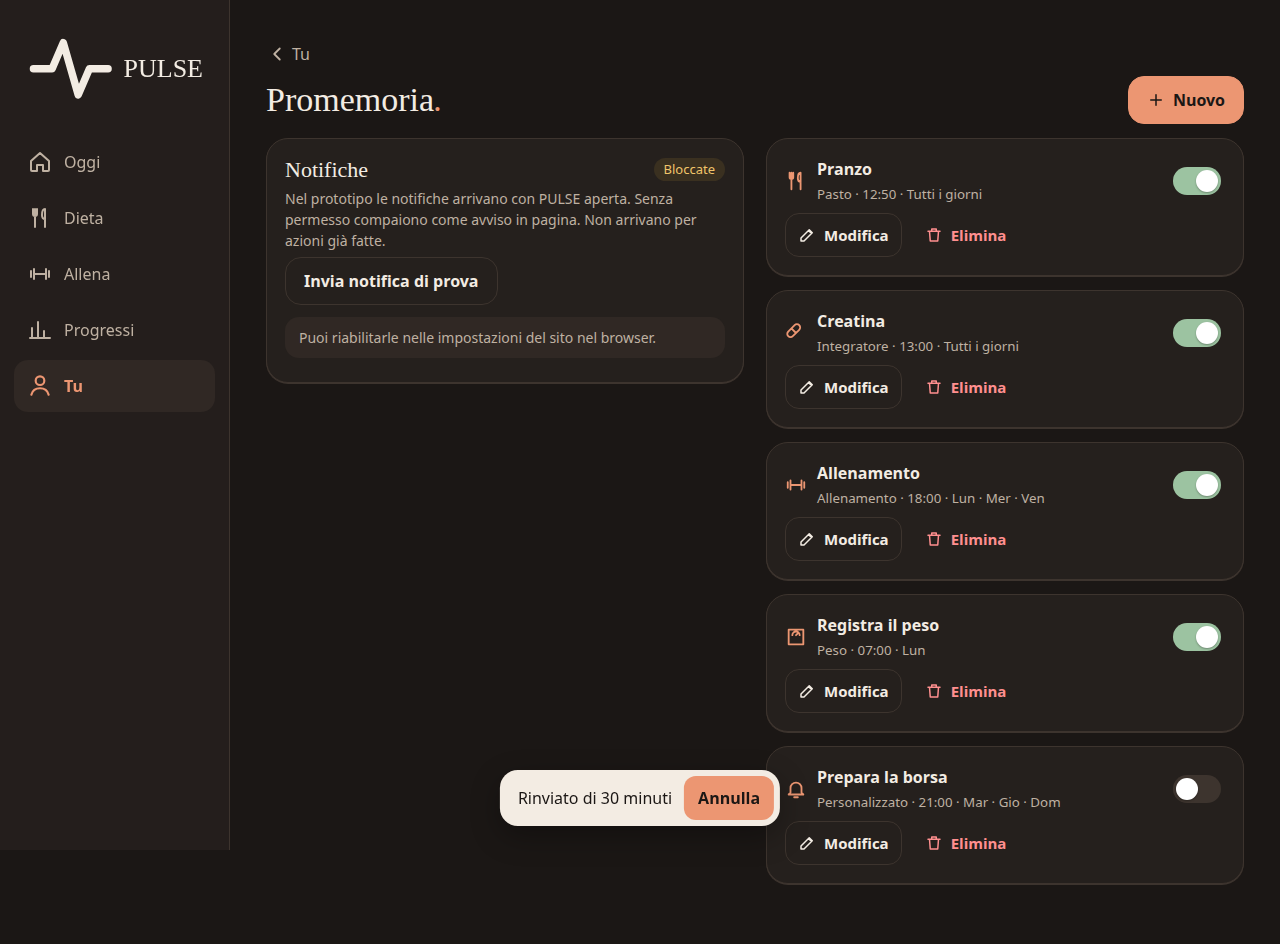 PULSE
Oggi
Dieta
Allena
Progressi
Tu
Tu
Promemoria.
Nuovo
Notifiche
Bloccate
Nel prototipo le notifiche arrivano con PULSE aperta. Senza
permesso compaiono come avviso in pagina. Non arrivano per
azioni già fatte.
Invia notifica di prova
Puoi riabilitarle nelle impostazioni del sito nel browser.
Pranzo
Pasto · 12:50 · Tutti i giorni
Modifica
Elimina
Creatina
Integratore · 13:00 · Tutti i giorni
Modifica
Elimina
Allenamento
Allenamento · 18:00 · Lun · Mer · Ven
Modifica
Elimina
Registra il peso
Peso · 07:00 · Lun
Modifica
Elimina
Prepara la borsa
Personalizzato · 21:00 · Mar · Gio · Dom
Modifica
Elimina
Rinviato di 30 minuti
Annulla